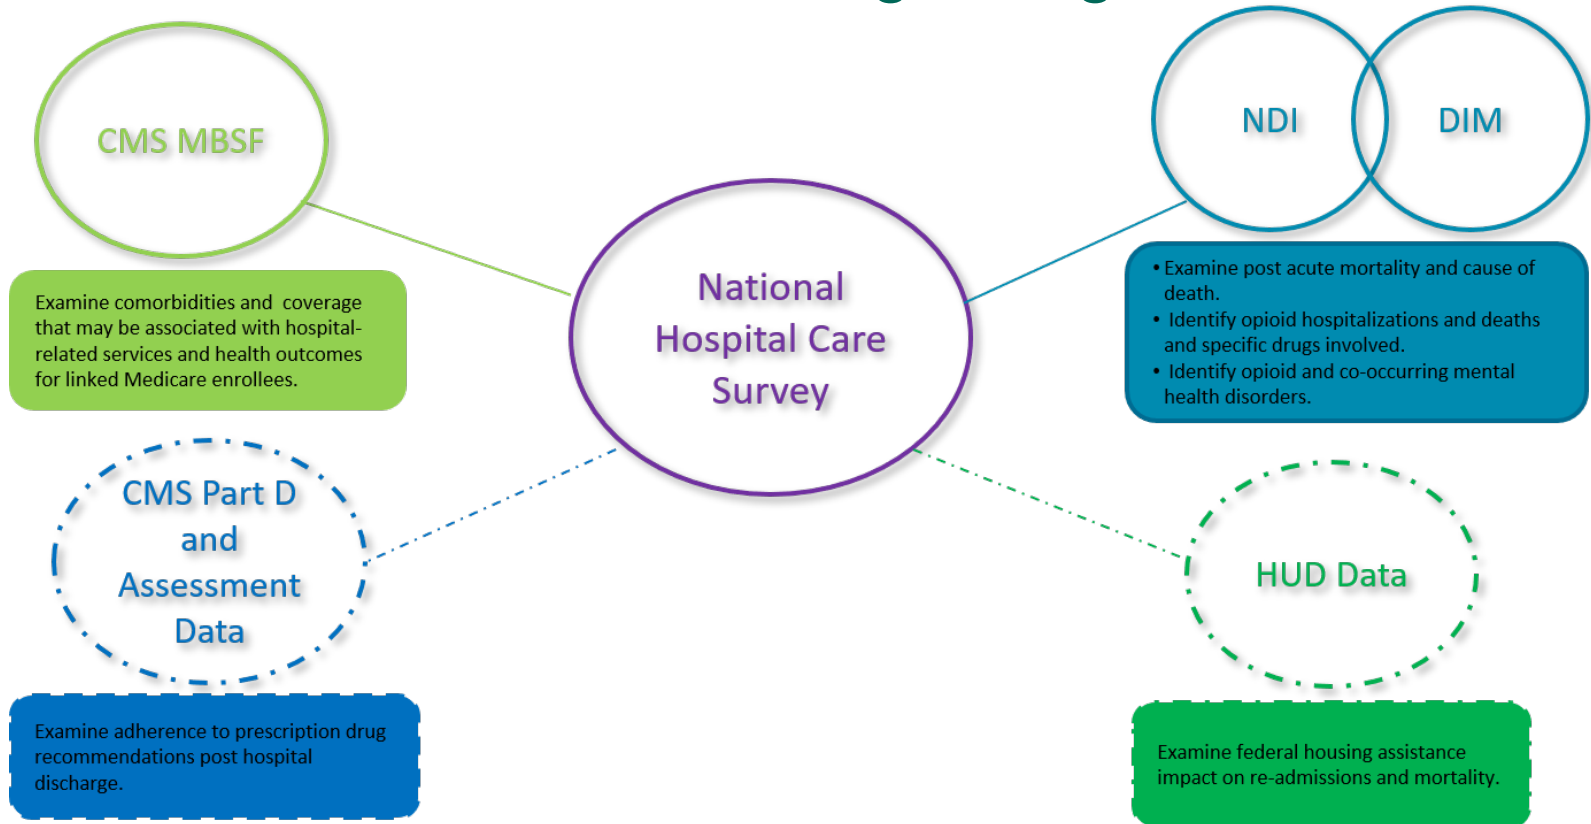 CMS MBSF
NDI
DIM
National
Hospital Care
Survey
Examine comorbidities and coverage
that may be associated with hospital-
related services and health outcomes
for linked Medicare enrollees.
• Examine post acute mortality and cause of
death.
• Identify opioid hospitalizations and deaths
and specific drugs involved.
• Identify opioid and co-occurring mental
health disorders.
CMS Part D
and
Assessment
Data
HUD Data
Examine adherence to prescription drug
recommendations post hospital
discharge.
Examine federal housing assistance
impact on re-admissions and mortality.